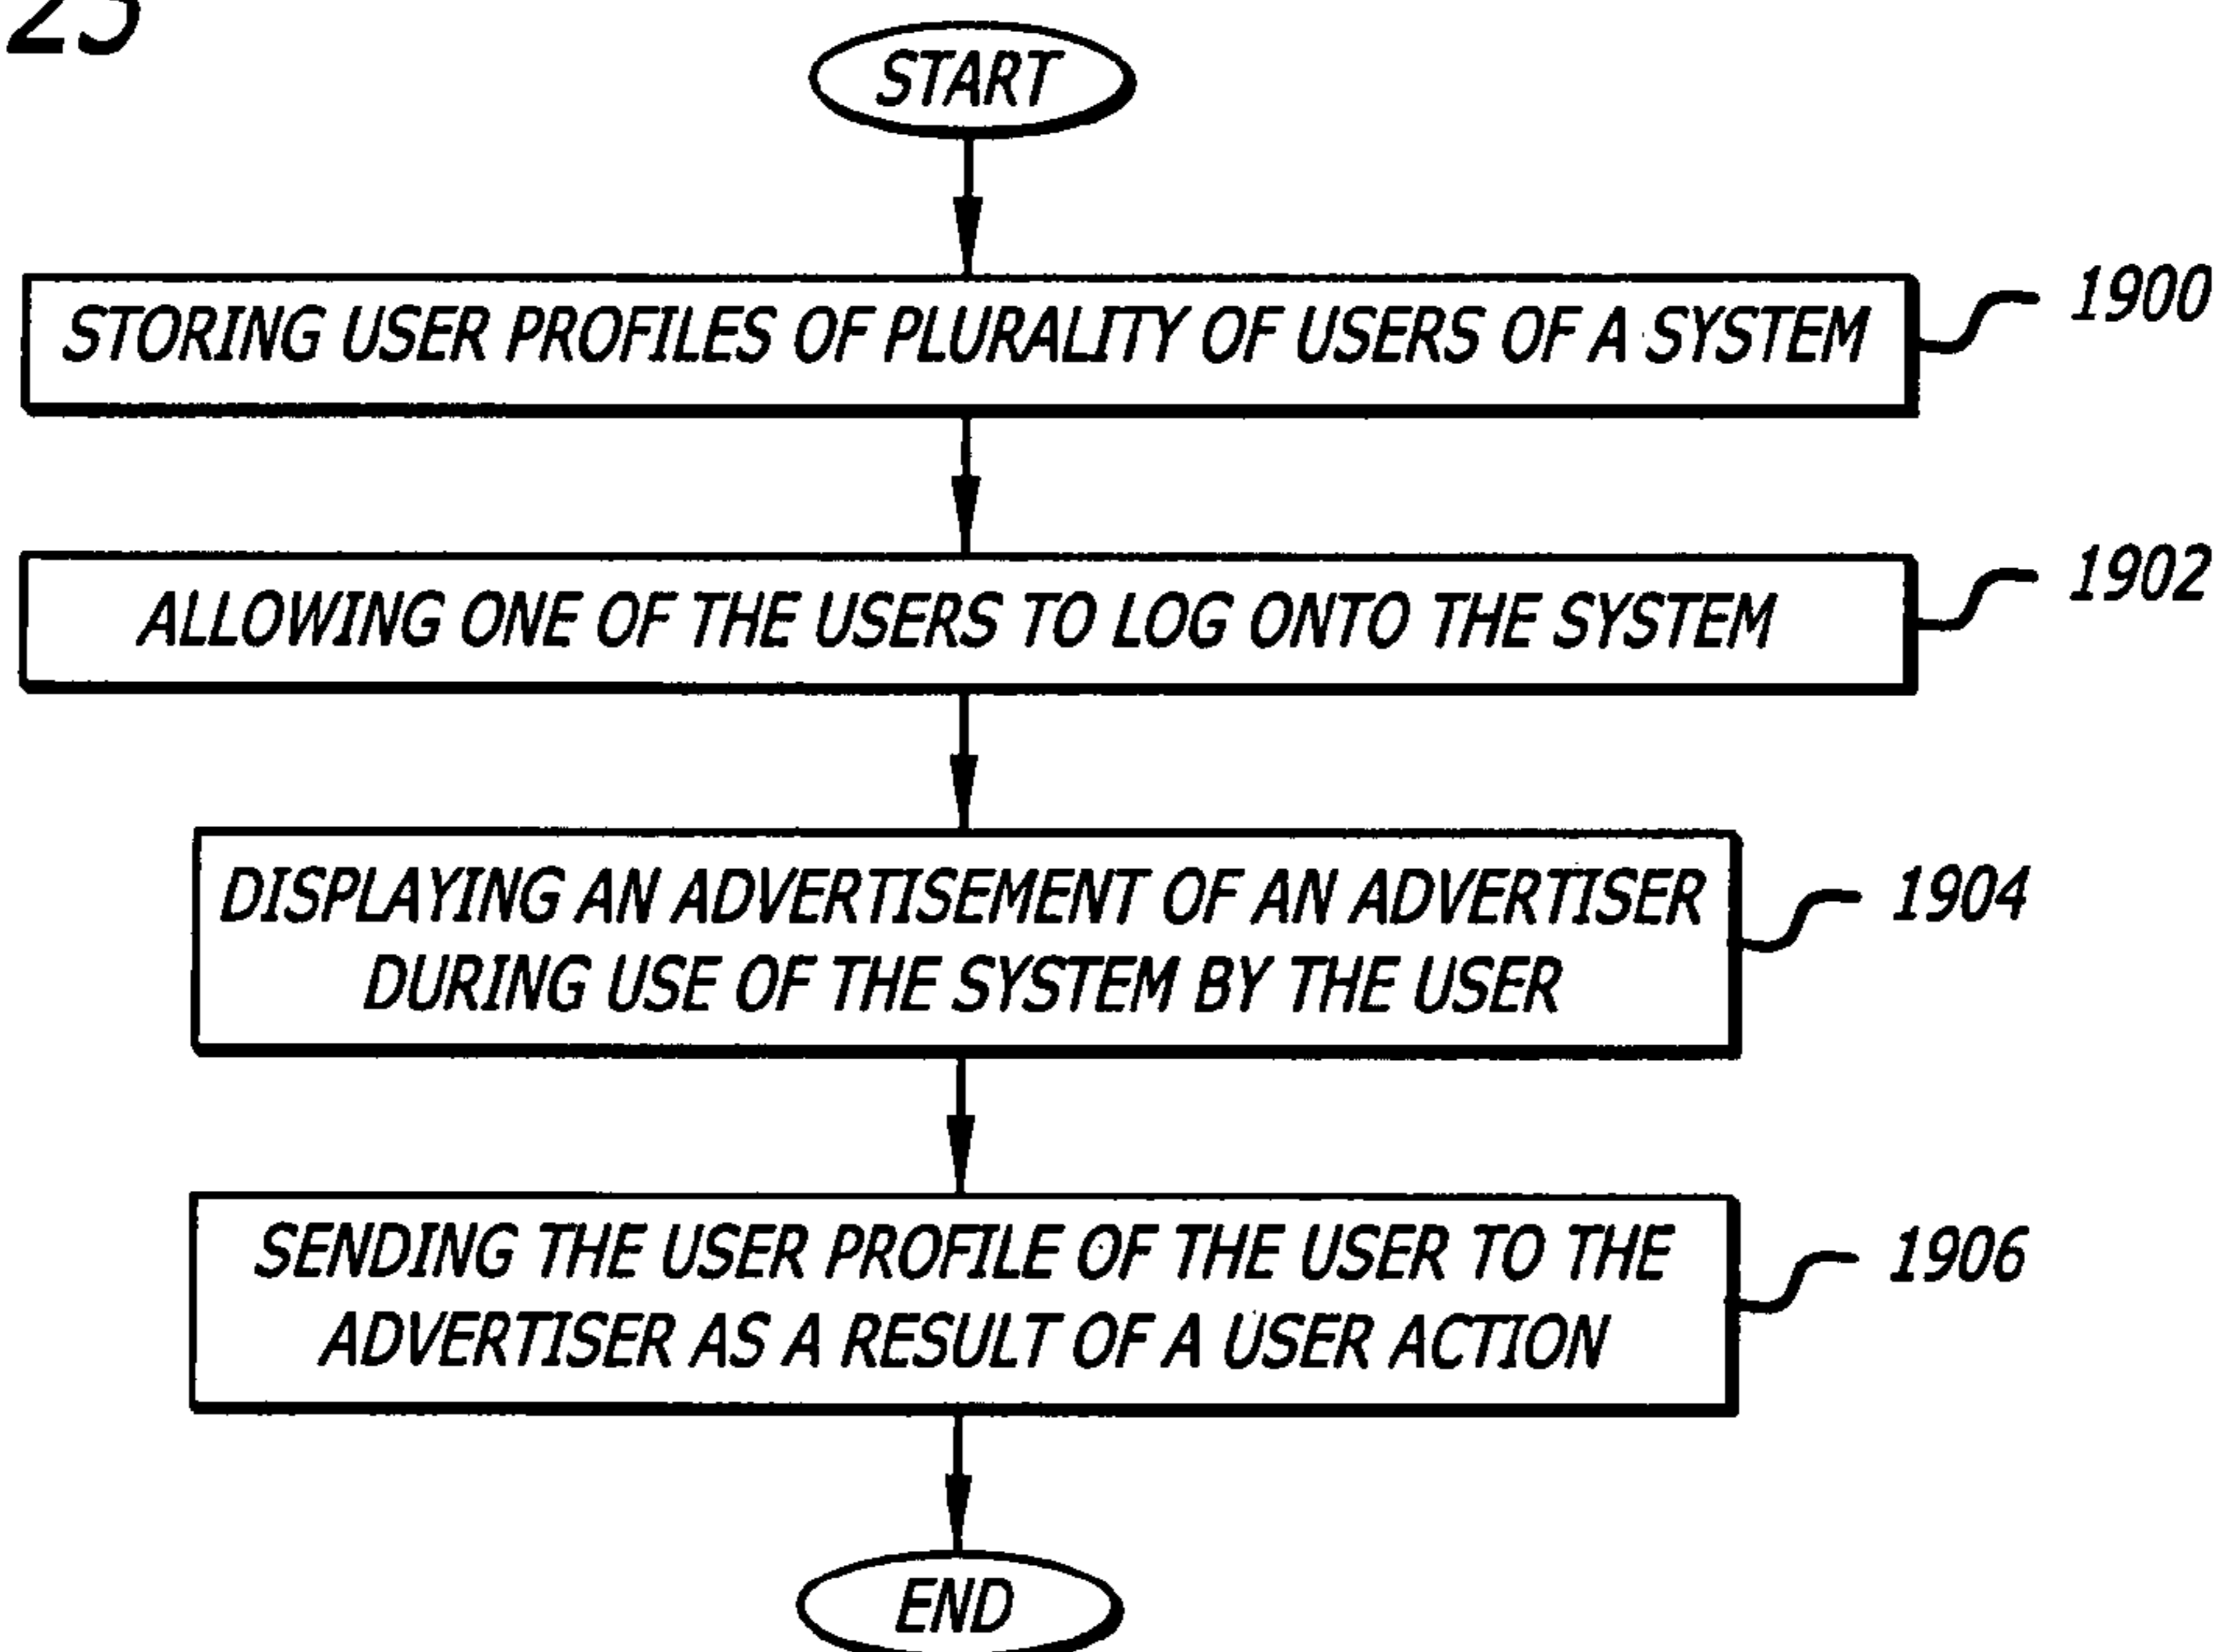 START
STORING USER PROFILES OF PLURALITY OF USERS OF A SYSTEM
1900
ALLOWING ONE OF THE USERS TO LOG ONTO THE SYSTEM
1902
DISPLAYING AN ADVERTISEMENT OF AN ADVERTISER
DURING USE OF THE SYSTEM BY THE USER
1904
SENDING THE USER PROFILE OF THE USER TO THE
ADVERTISER AS A RESULT OF A USER ACTION
1906
END